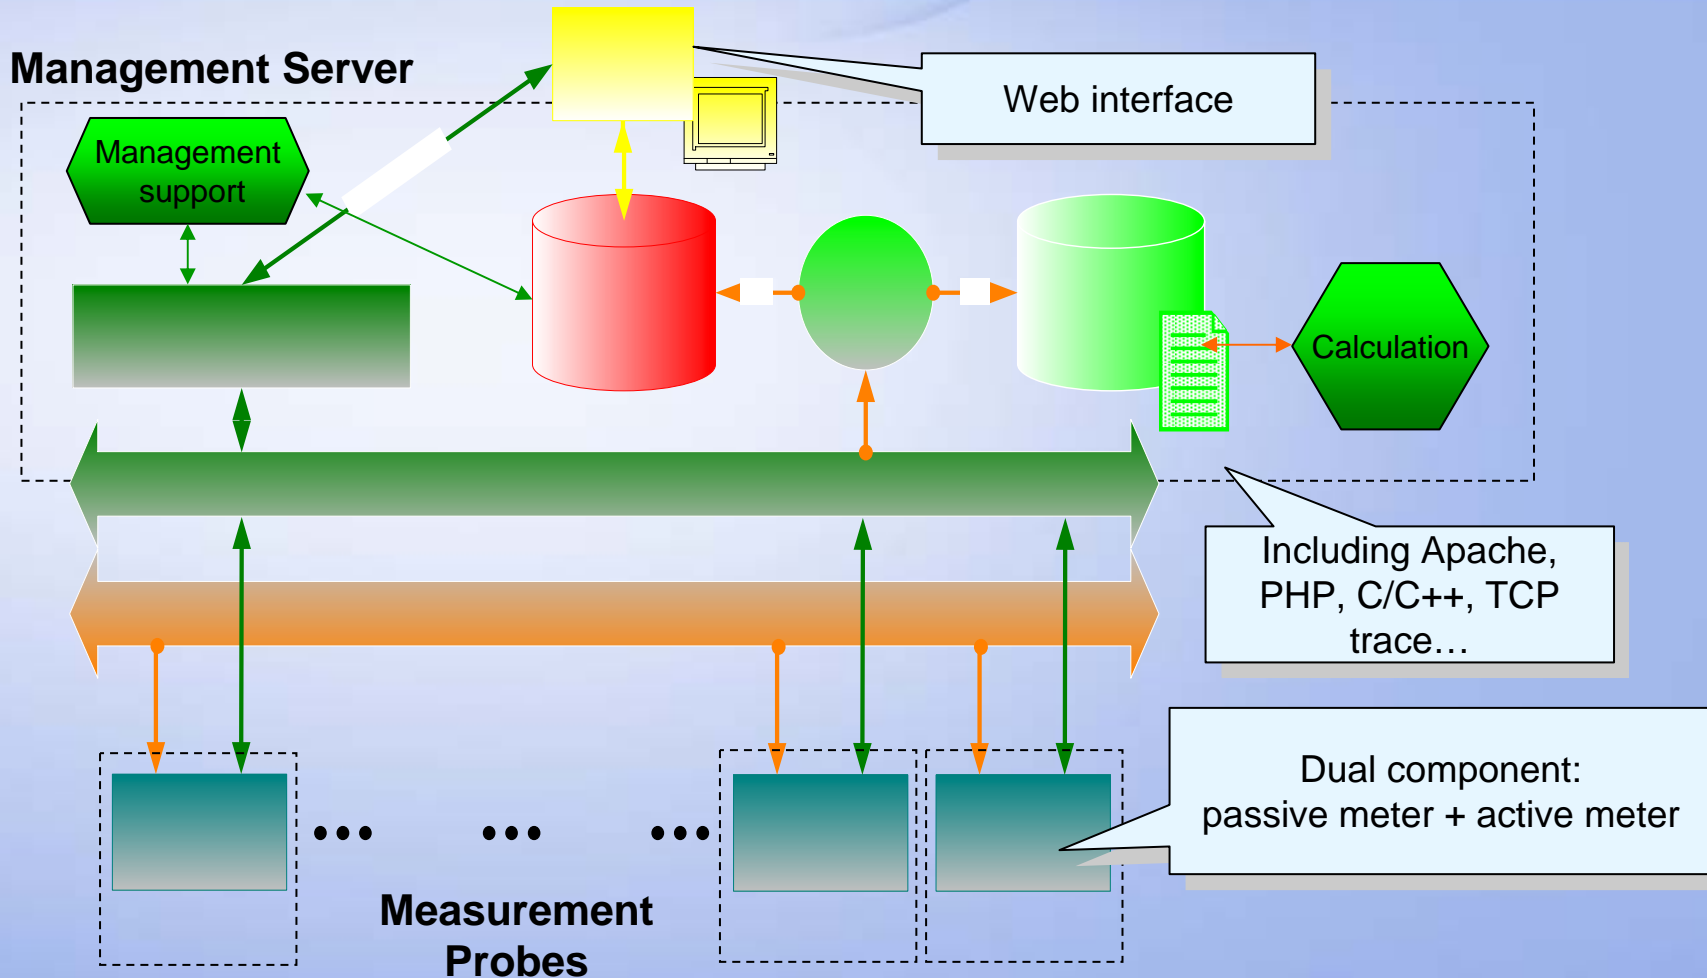 Management Server
Web interface
Management
support
Calculation
Including Apache,
PHP, C/C++, TCP
trace…
Dual component:
passive meter + active meter
Measurement
Probes